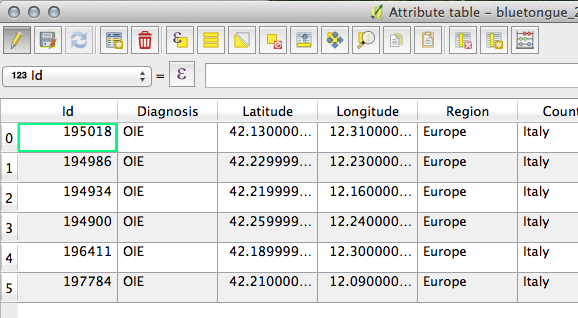 Attribute table – bluetongue_2
123 Id = ε
Id Diagnosis Latitude Longitude Region Count
0 195018 OIE 42.130000... 12.310000... Europe Italy
1 194986 OIE 42.229999... 12.230000... Europe Italy
2 194934 OIE 42.219999... 12.160000... Europe Italy
3 194900 OIE 42.259999... 12.240000... Europe Italy
4 196411 OIE 42.189999... 12.300000... Europe Italy
5 197784 OIE 42.210000... 12.090000... Europe Italy